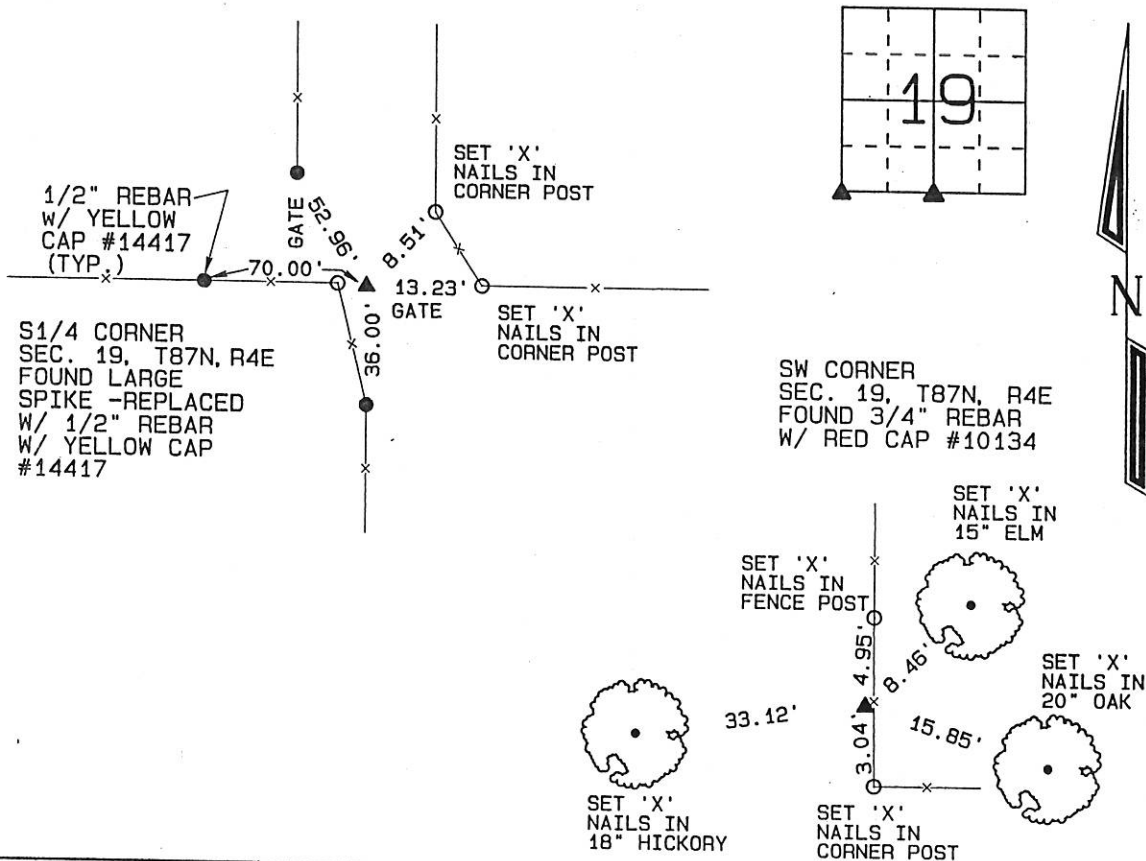 19
SET 'X'
NAILS IN
CORNER POST
1/2" REBAR
W/ YELLOW
CAP #14417
(TYP.)
GATE
52.96'
8.51'
70.00'
13.23'
GATE
36.00'
SET 'X'
NAILS IN
CORNER POST
S1/4 CORNER
SEC. 19, T87N, R4E
FOUND LARGE
SPIKE -REPLACED
W/ 1/2" REBAR
W/ YELLOW CAP
#14417
N
SW CORNER
SEC. 19, T87N, R4E
FOUND 3/4" REBAR
W/ RED CAP #10134
SET 'X'
NAILS IN
15" ELM
SET 'X'
NAILS IN
FENCE POST
4.95'
8.46'
SET 'X'
NAILS IN
20" OAK
33.12'
3.04'
15.85'
SET 'X'
NAILS IN
18" HICKORY
SET 'X'
NAILS IN
CORNER POST